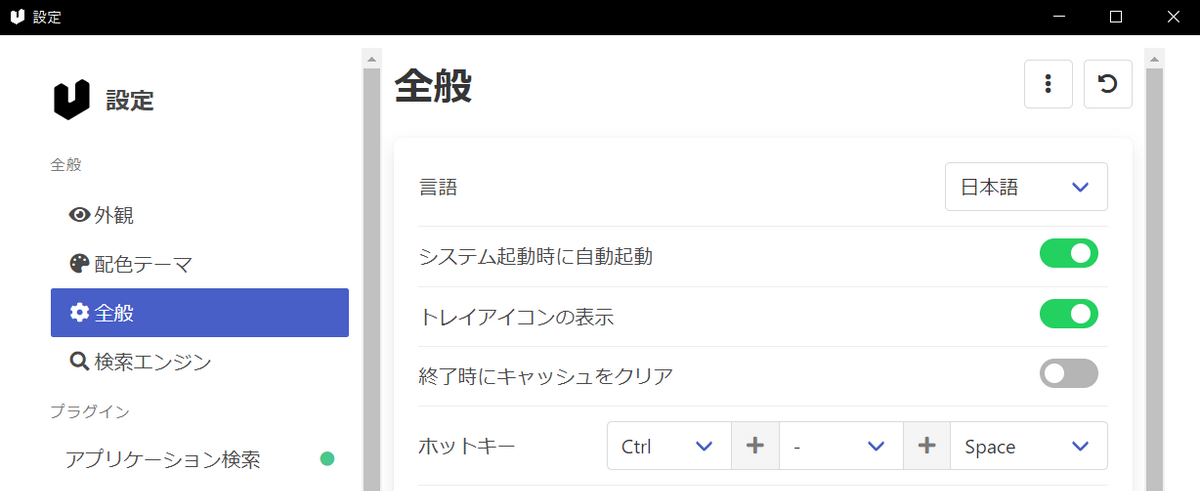 設定
設定
全般
外観
配色テーマ
全般
検索エンジン
プラグイン
アプリケーション検索
全般
言語 日本語
システム起動時に自動起動
トレイアイコンの表示
終了時にキャッシュをクリア
ホットキー Ctrl + - + Space